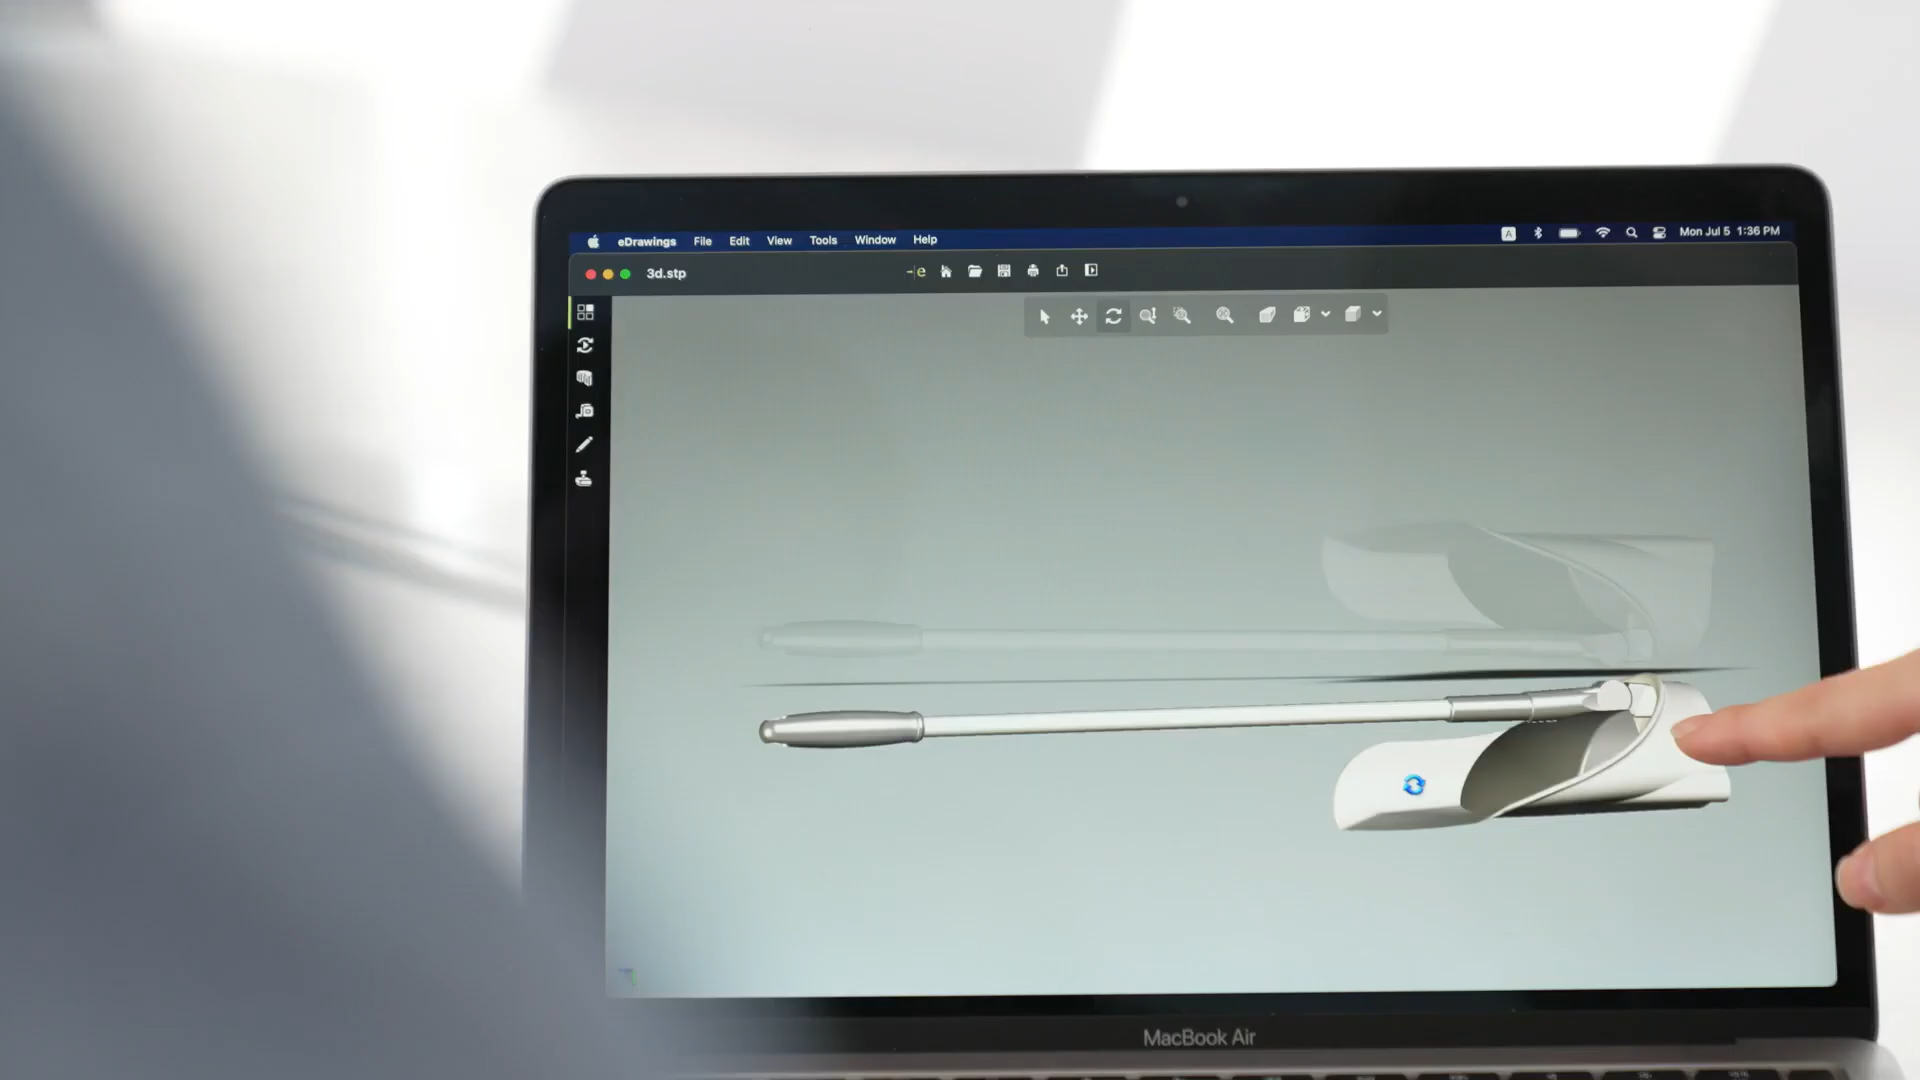 eDrawings File Edit View Tools Window Help A Mon Jul 5 1:36 PM
3d.stp e
MacBook Air